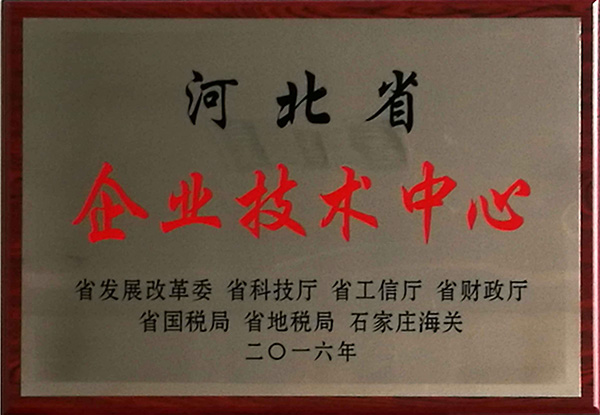 河北省
企业技术中心
省发展改革委 省科技厅 省工信厅 省财政厅
省国税局 省地税局 石家庄海关
二〇一六年